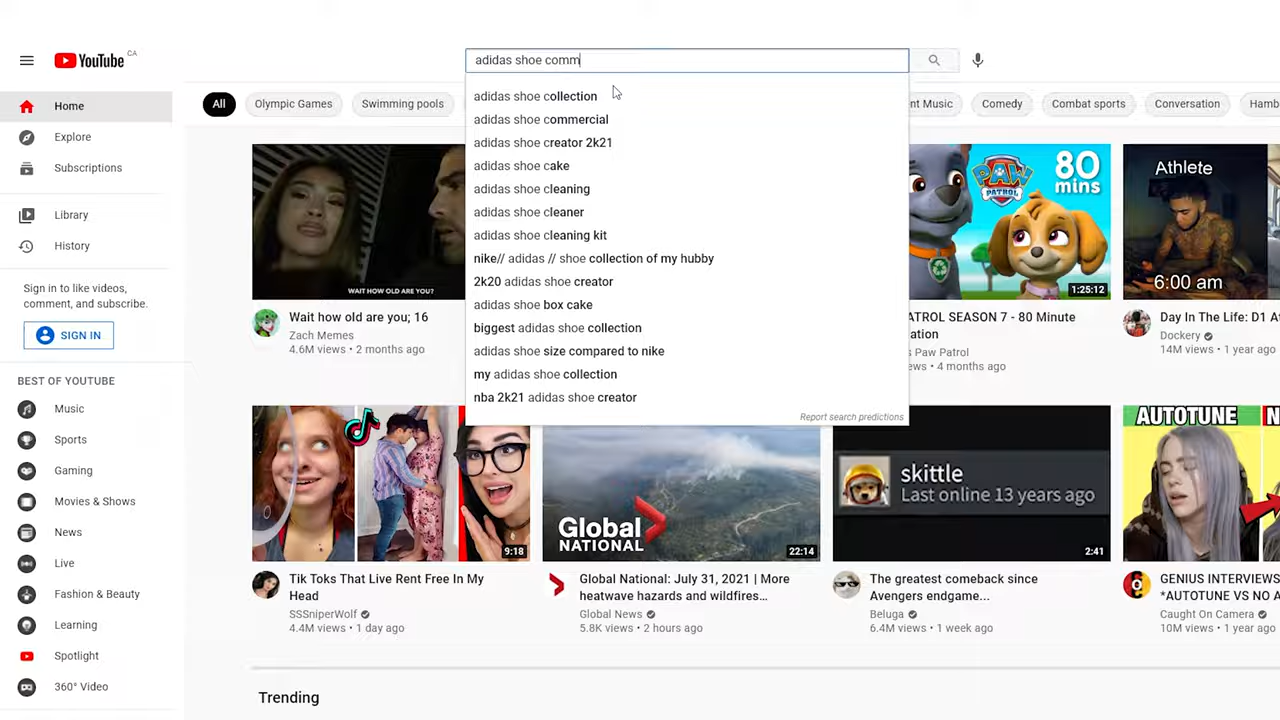 YouTube CA
adidas shoe comm
Home
Explore
Subscriptions
Library
History
Sign in to like videos,
comment, and subscribe.
SIGN IN
BEST OF YOUTUBE
Music
Sports
Gaming
Movies & Shows
News
Live
Fashion & Beauty
Learning
Spotlight
360° Video
All
Olympic Games
Swimming pools
nt Music
Comedy
Combat sports
Conversation
Hamb
adidas shoe collection
adidas shoe commercial
adidas shoe creator 2k21
adidas shoe cake
adidas shoe cleaning
adidas shoe cleaner
adidas shoe cleaning kit
nike// adidas // shoe collection of my hubby
2k20 adidas shoe creator
adidas shoe box cake
biggest adidas shoe collection
adidas shoe size compared to nike
my adidas shoe collection
nba 2k21 adidas shoe creator
Report search predictions
WAIT HOW OLD ARE YOU?
Wait how old are you; 16
Zach Memes
4.6M views • 2 months ago
PAW PATROL
80
mins
1:25:12
ATROL SEASON 7 - 80 Minute
ation
s Paw Patrol
ews • 4 months ago
Athlete
6:00 am
Day In The Life: D1 At
Dockery
14M views • 1 year ago
9:18
Tik Toks That Live Rent Free In My
Head
SSSniperWolf
4.4M views • 1 day ago
Global
NATIONAL
22:14
Global National: July 31, 2021 | More
heatwave hazards and wildfires...
Global News
5.8K views • 2 hours ago
skittle
Last online 13 years ago
2:41
The greatest comeback since
Avengers endgame...
Beluga
6.4M views • 1 week ago
AUTOTUNE
N
GENIUS INTERVIEWS
*AUTOTUNE VS NO A
Caught On Camera
10M views • 1 year ago
Trending